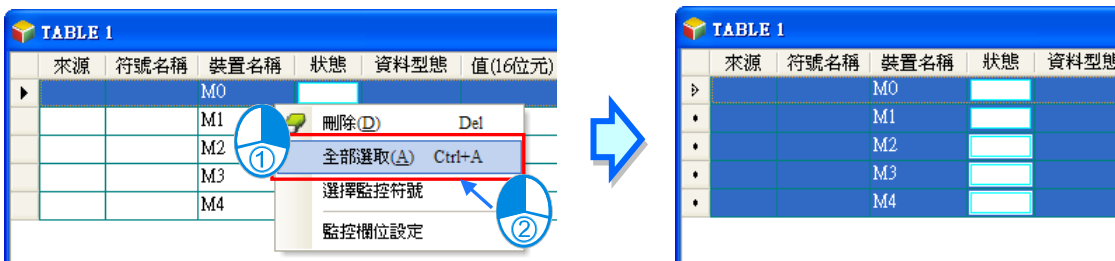 TABLE 1
來源 符號名稱 裝置名稱 狀態 資料型態 值(16位元)
M0
M1
M2
M3
M4
刪除(D) Del
全部選取(A) Ctrl+A
選擇監控符號
監控欄位設定
①
②
TABLE 1
來源 符號名稱 裝置名稱 狀態 資料型態
M0
M1
M2
M3
M4